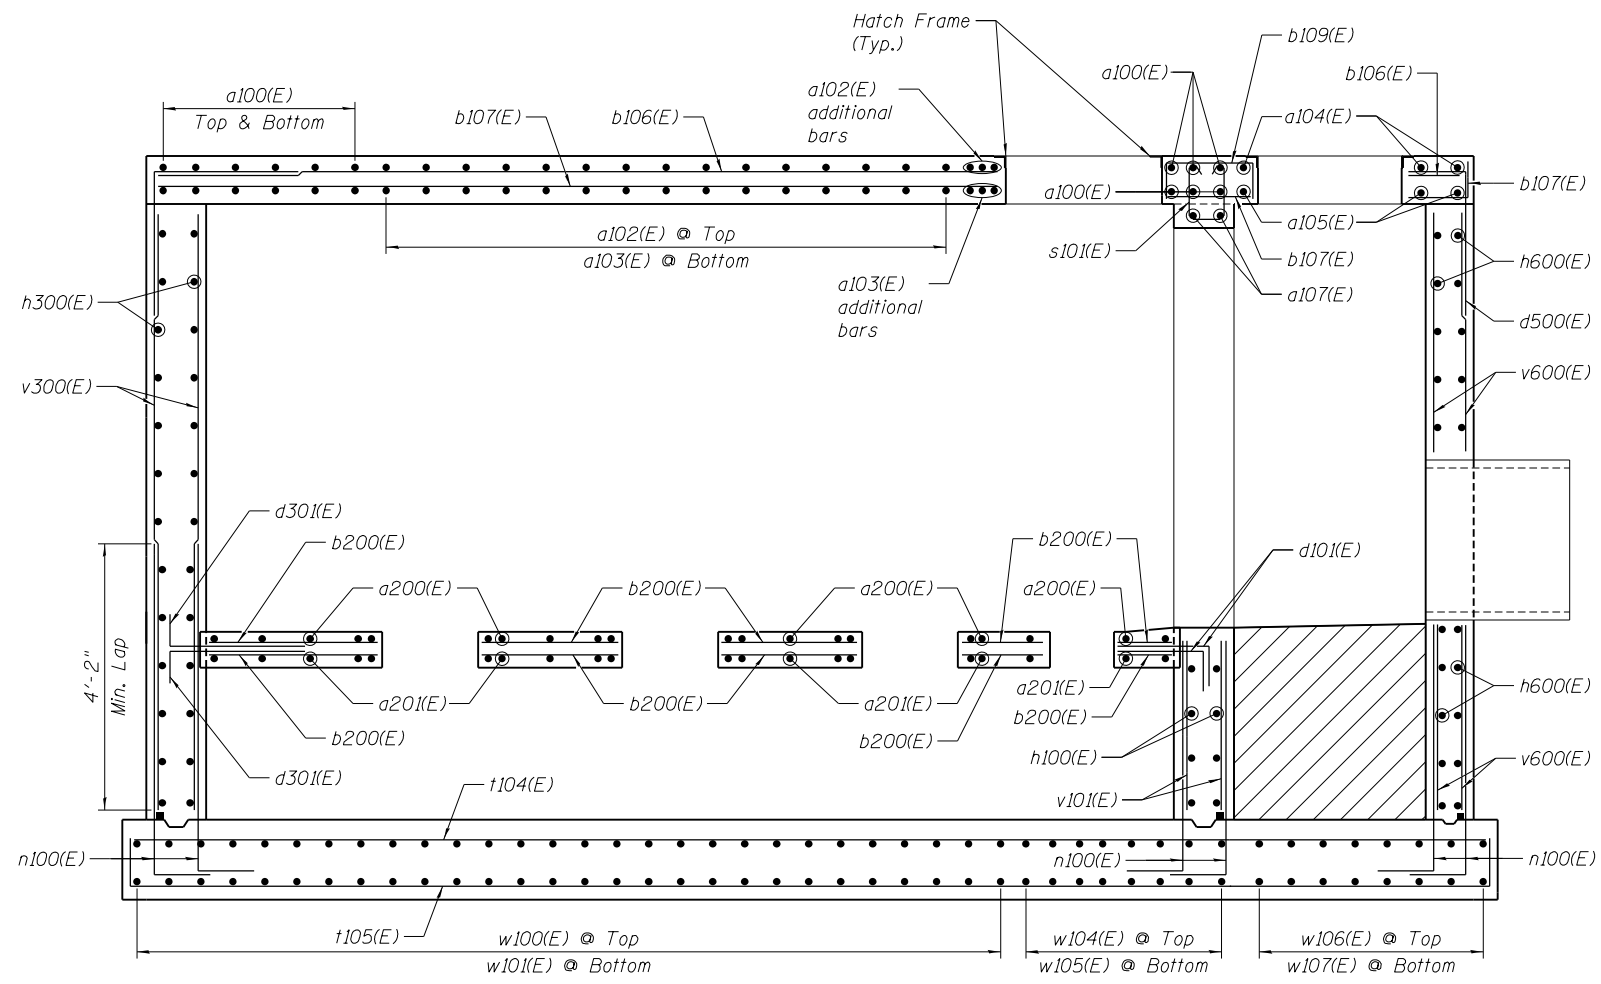 Hatch Frame
(Typ.)
b109(E)
a100(E)
b106(E)
a102(E)
additional
bars
a100(E)
Top & Bottom
b107(E)
b106(E)
a104(E)
a100(E)
b107(E)
a105(E)
a102(E) @ Top
a103(E) @ Bottom
s101(E)
b107(E)
h600(E)
a103(E)
additional
bars
a107(E)
h300(E)
d500(E)
v300(E)
v600(E)
d301(E)
b200(E)
b200(E)
d101(E)
a200(E)
b200(E)
a200(E)
a200(E)
4'-2"
Min. Lap
a201(E)
b200(E)
a201(E)
a201(E)
b200(E)
h600(E)
b200(E)
b200(E)
h100(E)
v600(E)
d301(E)
t104(E)
v101(E)
n100(E)
n100(E)
n100(E)
t105(E)
w100(E) @ Top
w101(E) @ Bottom
w104(E) @ Top
w105(E) @ Bottom
w106(E) @ Top
w107(E) @ Bottom